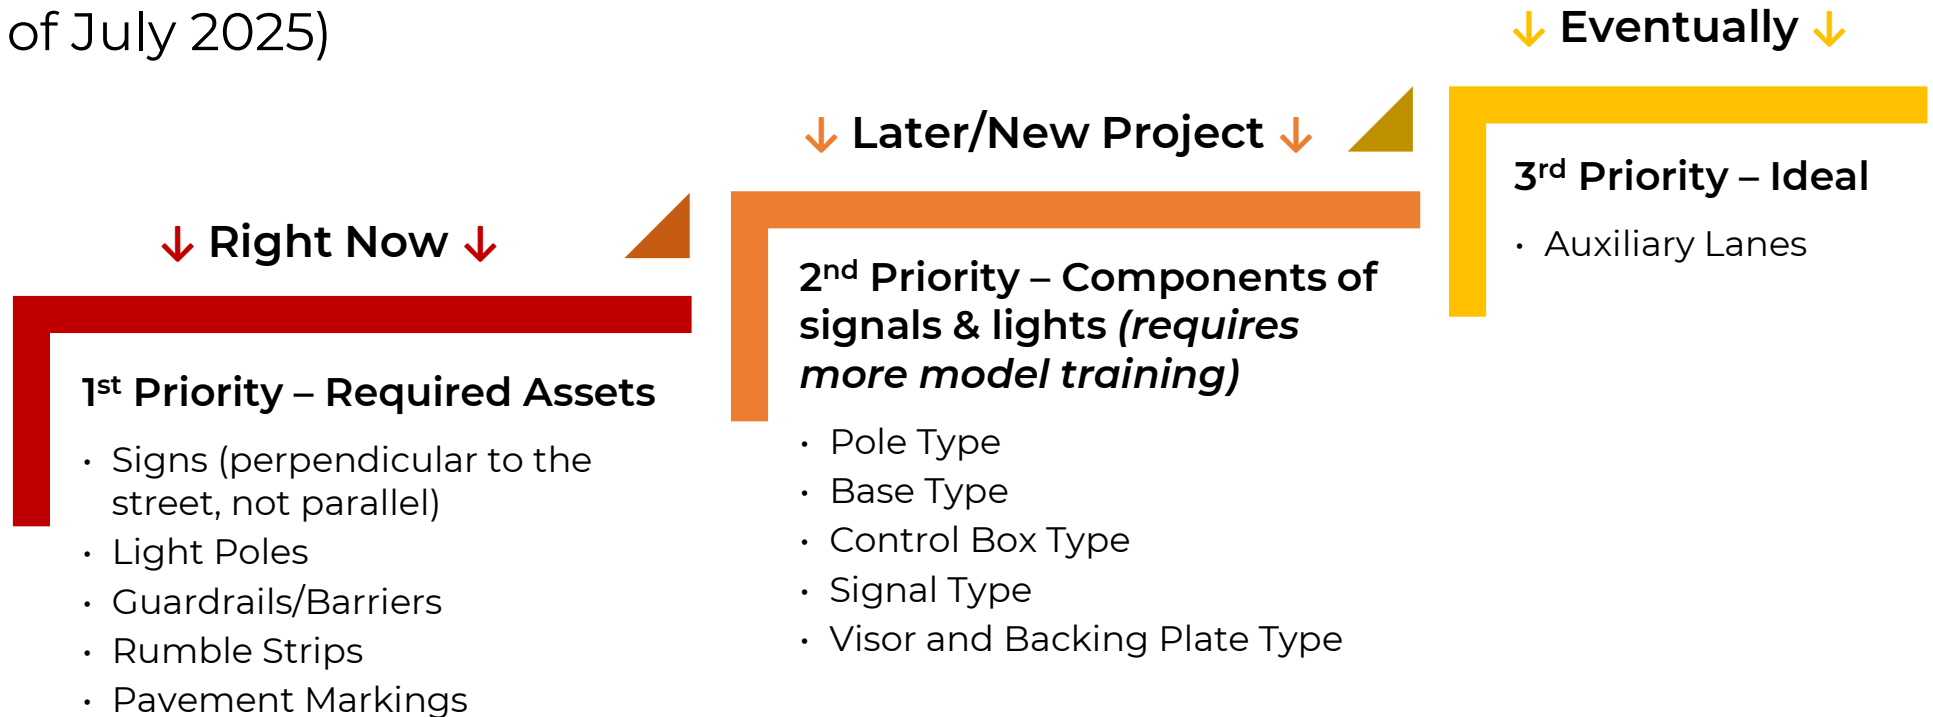 of July 2025)
↓ Right Now ↓
1st Priority – Required Assets
• Signs (perpendicular to the
street, not parallel)
• Light Poles
• Guardrails/Barriers
• Rumble Strips
• Pavement Markings
↓ Later/New Project ↓
2nd Priority – Components of
signals & lights (requires
more model training)
• Pole Type
• Base Type
• Control Box Type
• Signal Type
• Visor and Backing Plate Type
↓ Eventually ↓
3rd Priority – Ideal
• Auxiliary Lanes